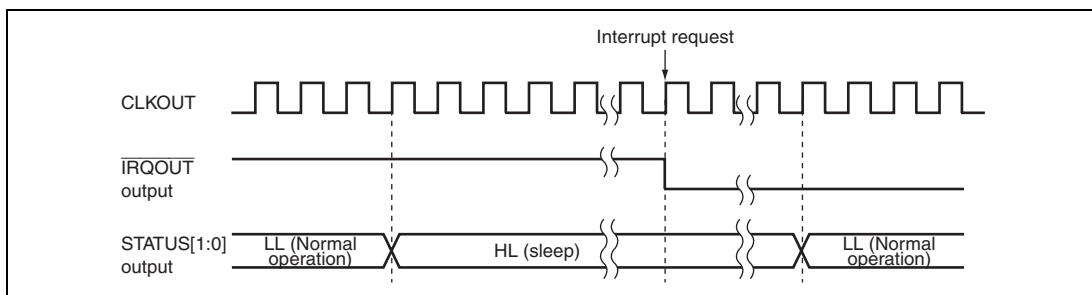 Interrupt request
CLKOUT
IRQOUT
output
STATUS[1:0]
output
LL (Normal
operation)
HL (sleep)
LL (Normal
operation)